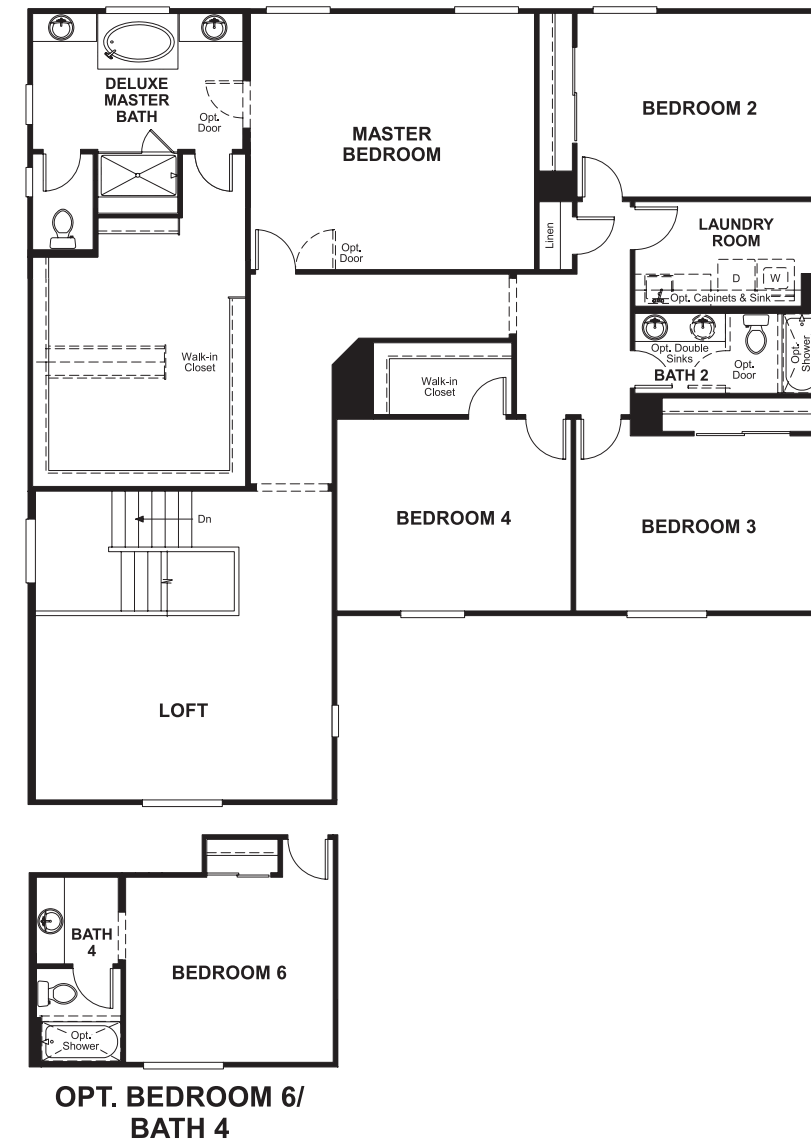 DELUXE
MASTER
BATH
Opt.
Door
MASTER
BEDROOM
BEDROOM 2
Opt.
Door
Linen
LAUNDRY
ROOM
D
W
Opt. Cabinets & Sink
Walk-in
Closet
Walk-in
Closet
Opt. Double
Sinks
BATH 2
Opt.
Door
Opt.
Shower
Dn
BEDROOM 4
BEDROOM 3
LOFT
BATH
4
BEDROOM 6
Opt.
Shower
OPT. BEDROOM 6/
BATH 4